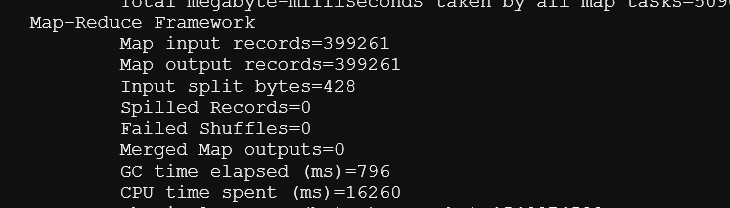 Total megabyte-milliseconds taken by all map tasks=509
Map-Reduce Framework
Map input records=399261
Map output records=399261
Input split bytes=428
Spilled Records=0
Failed Shuffles=0
Merged Map outputs=0
GC time elapsed (ms)=796
CPU time spent (ms)=16260